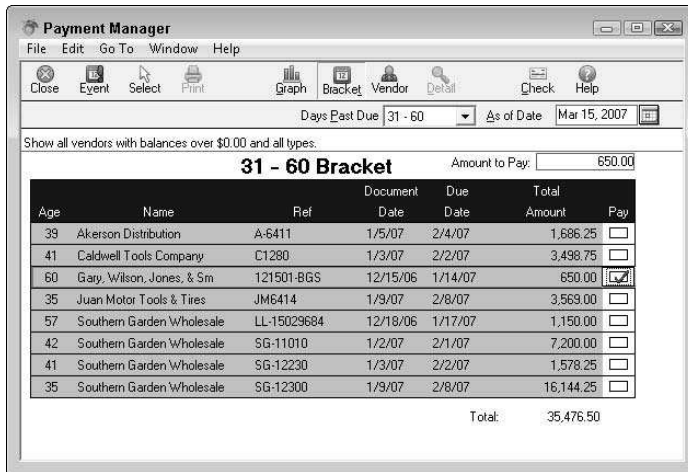 Payment Manager
File Edit Go To Window Help
Close Event Select Print Graph Bracket Vendor Detail Check Help
Days Past Due 31 - 60 As of Date Mar 15, 2007
Show all vendors with balances over $0.00 and all types.
31 - 60 Bracket Amount to Pay: 650.00
Document Due Total
Age Name Ref Date Date Amount Pay
39 Akerson Distribution A-6411 1/5/07 2/4/07 1,686.25
41 Caldwell Tools Company C1280 1/3/07 2/2/07 3,498.75
60 Gary, Wilson, Jones, & Sm 121501-BGS 12/15/06 1/14/07 650.00
35 Juan Motor Tools & Tires JM6414 1/9/07 2/8/07 3,569.00
57 Southern Garden Wholesale LL-15029684 12/18/06 1/17/07 1,150.00
42 Southern Garden Wholesale SG-11010 1/2/07 2/1/07 7,200.00
41 Southern Garden Wholesale SG-12230 1/3/07 2/2/07 1,578.25
35 Southern Garden Wholesale SG-12300 1/9/07 2/8/07 16,144.25
Total: 35,476.50